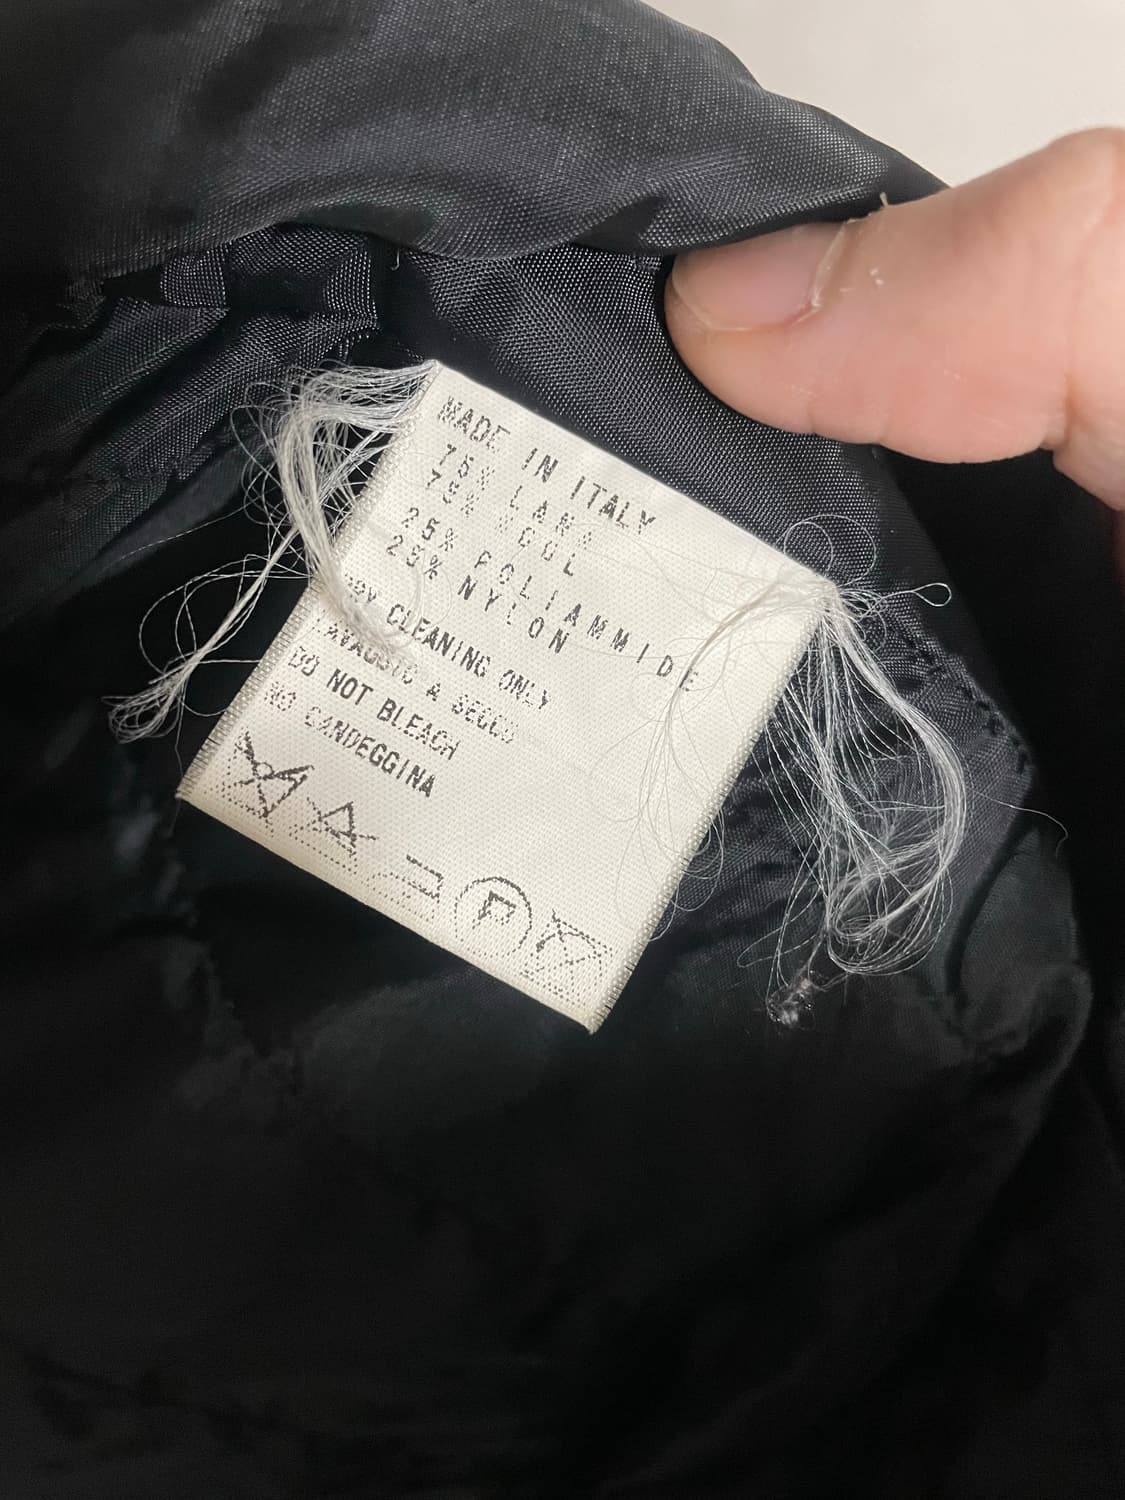 MADE IN ITALY
75% LANA
75% WOOL
25% POLIAMMIDE
25% NYLON
DRY CLEANING ONLY
LAVAGGIO A SECCO
DO NOT BLEACH
NO CANDEGGINA
F